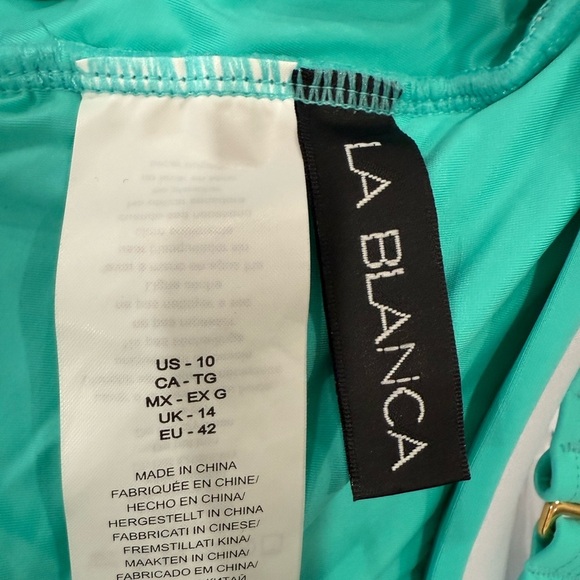 LA BLANCA
US - 10
CA - TG
MX - EX G
UK - 14
EU - 42
MADE IN CHINA
FABRIQUÉE EN CHINE/
HECHO EN CHINA/
HERGESTELLT IN CHINA
FABBRICATI IN CINESE/
FREMSTILLATI KINA/
MAAKTEN IN CHINA/
FABRICADO EM CHINA/
КИТАЙ